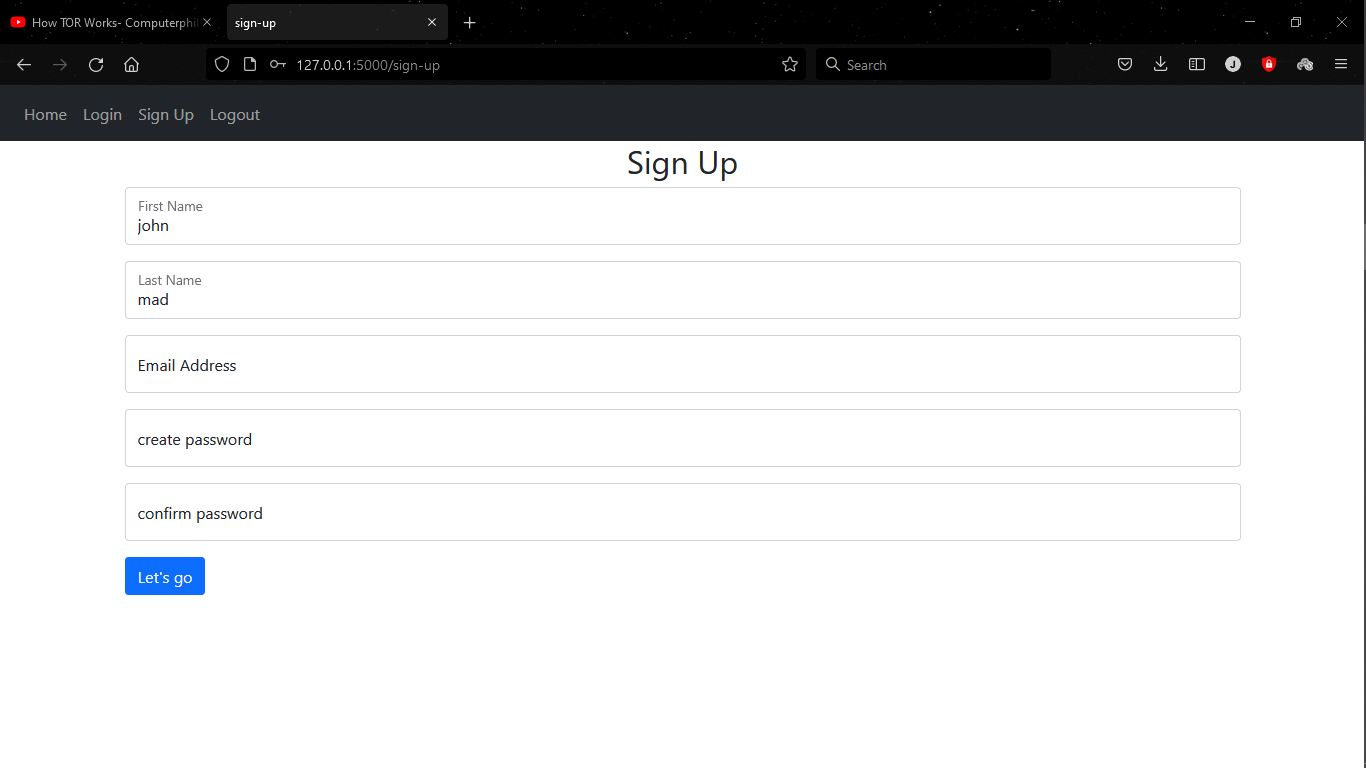 How TOR Works- Computerphi
sign-up
127.0.0.1:5000/sign-up
Search
J
Home Login Sign Up Logout
Sign Up
First Name
john
Last Name
mad
Email Address
create password
confirm password
Let's go